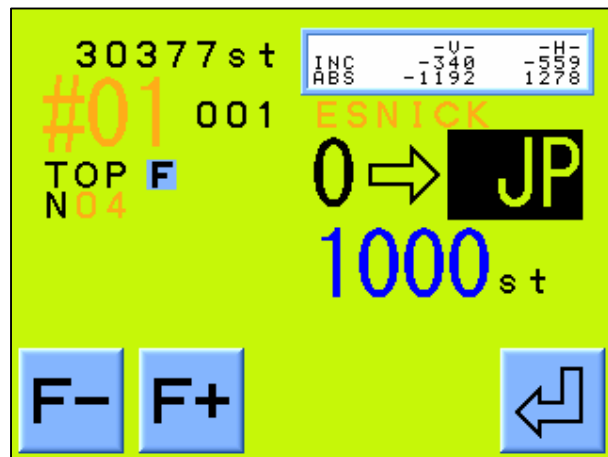 30377st
-V- -H-
INC -340 -559
ABS -1192 1278
#01 001 ESNICK
TOP F
N04
0 ⇨ JP
1000st
F- F+